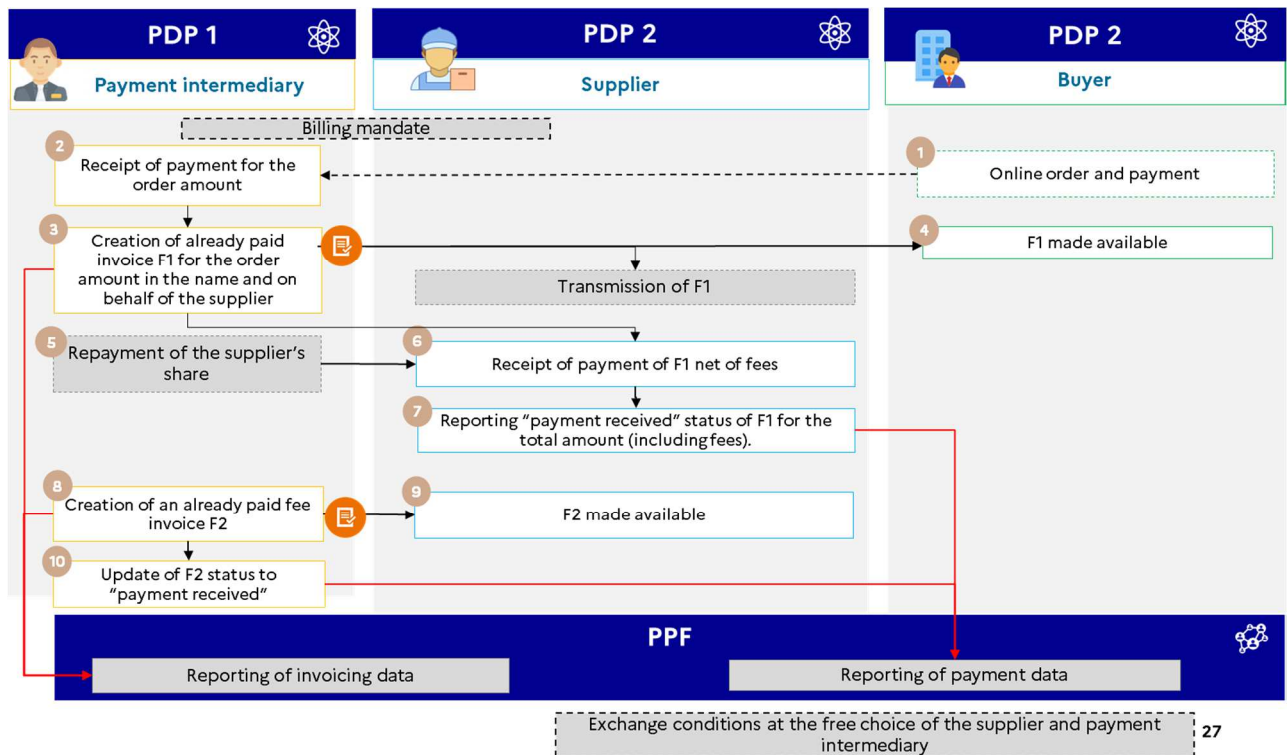 PDP 1
PDP 2
PDP 2
Payment intermediary
Supplier
Buyer
Billing mandate
2
Receipt of payment for the
order amount
1
Online order and payment
3
Creation of already paid
invoice F1 for the order
amount in the name and on
behalf of the supplier
4
F1 made available
Transmission of F1
5
Repayment of the supplier's
share
6
Receipt of payment of F1 net of fees
7
Reporting “payment received” status of F1 for the
total amount (including fees).
8
Creation of an already paid fee
invoice F2
9
F2 made available
10
Update of F2 status to
“payment received”
PPF
Reporting of invoicing data
Reporting of payment data
Exchange conditions at the free choice of the supplier and payment
intermediary
27